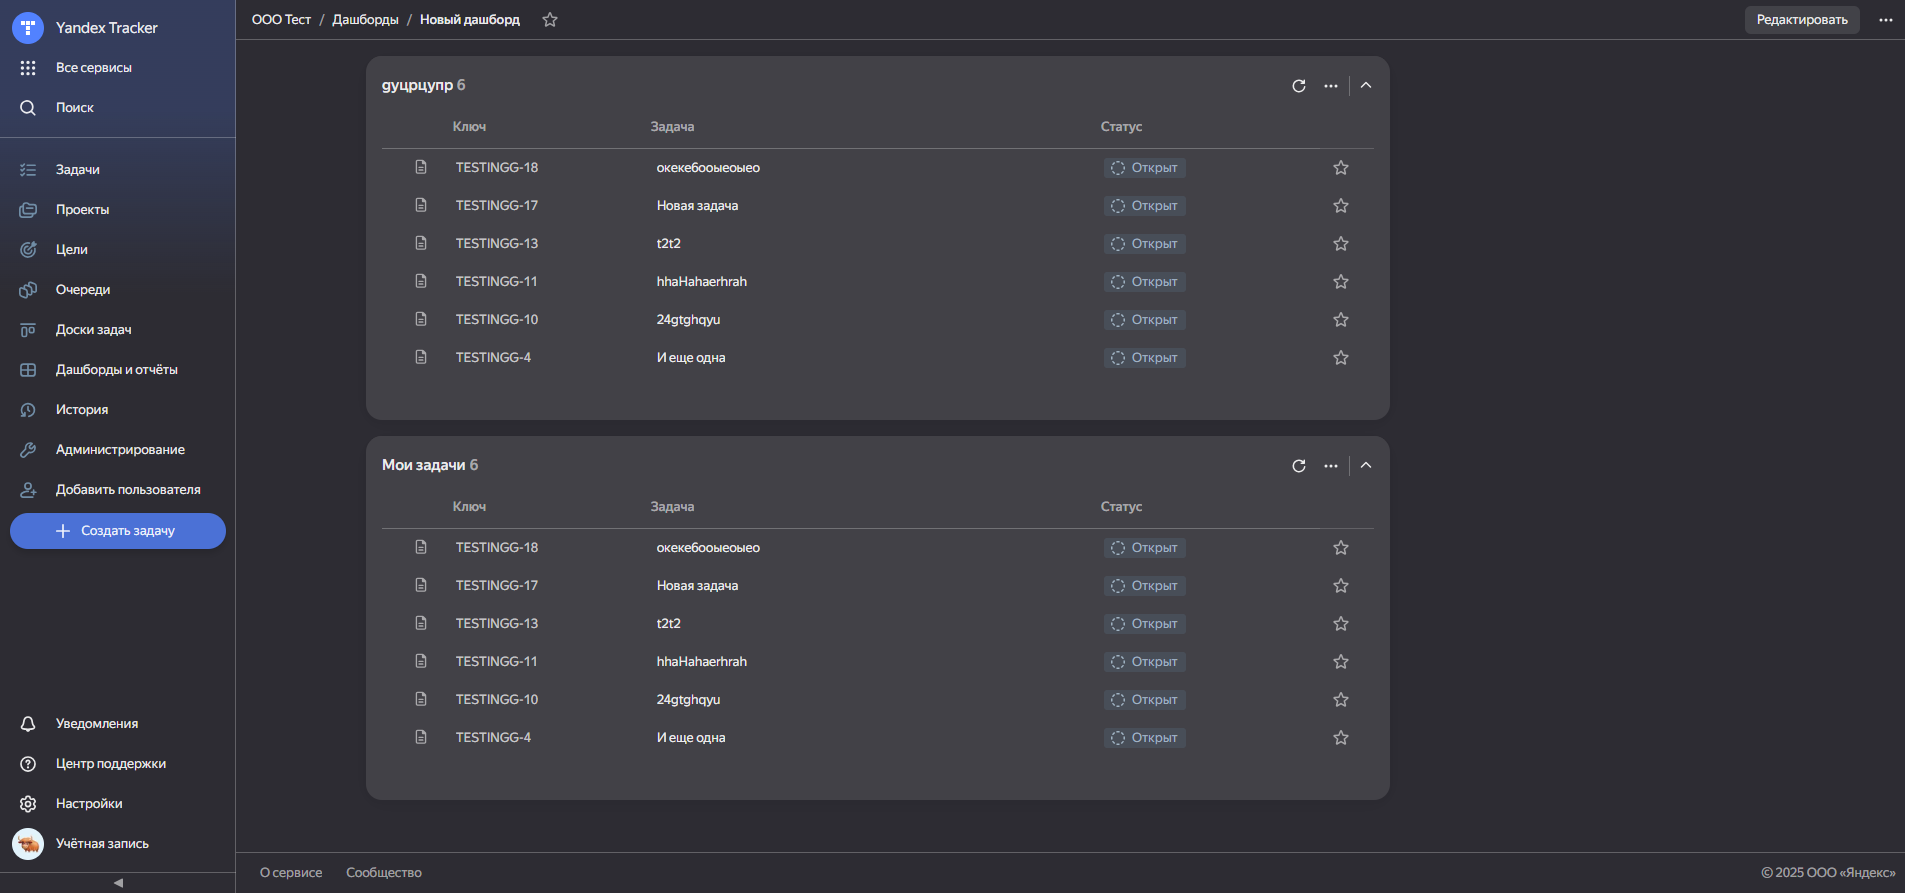 Yandex Tracker
Все сервисы
Поиск
Задачи
Проекты
Цели
Очереди
Доски задач
Дашборды и отчёты
История
Администрирование
Добавить пользователя
Создать задачу
Уведомления
Центр поддержки
Настройки
Учётная запись
ООО Тест / Дашборды / Новый дашборд
Редактировать
дуцрцупр 6
Ключ Задача Статус
TESTINGG-18 океке6ооыеоыео Открыт
TESTINGG-17 Новая задача Открыт
TESTINGG-13 t2t2 Открыт
TESTINGG-11 hhaHahaerhrah Открыт
TESTINGG-10 24gtghqyu Открыт
TESTINGG-4 И еще одна Открыт
Мои задачи 6
Ключ Задача Статус
TESTINGG-18 океке6ооыеоыео Открыт
TESTINGG-17 Новая задача Открыт
TESTINGG-13 t2t2 Открыт
TESTINGG-11 hhaHahaerhrah Открыт
TESTINGG-10 24gtghqyu Открыт
TESTINGG-4 И еще одна Открыт
О сервисе Сообщество
© 2025 ООО «Яндекс»